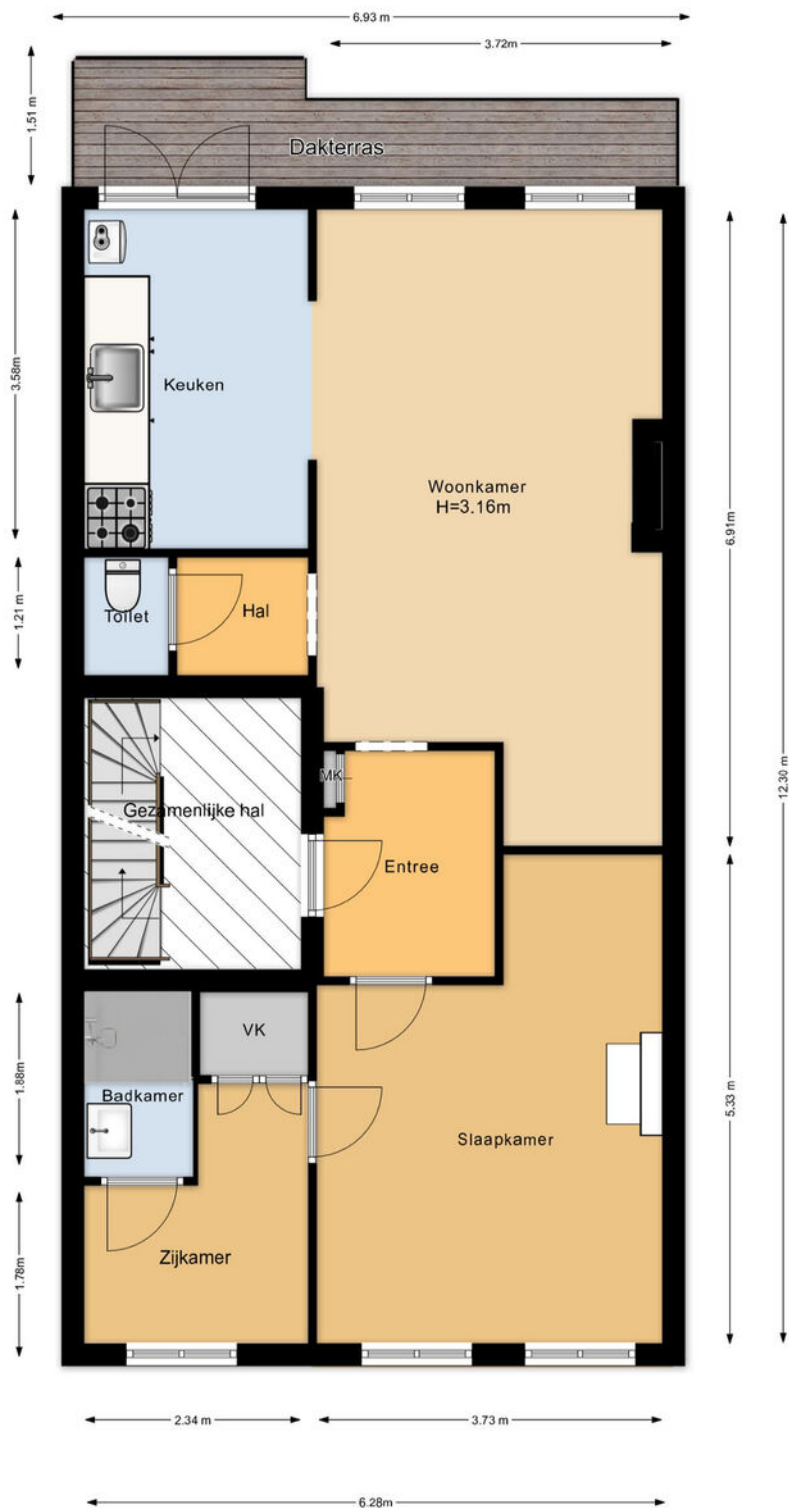 6.93 m
3.72m
1.51 m
Dakterras
3.58m
Keuken
Woonkamer
H=3.16m
6.91m
12.30 m
1.21 m
Toilet
Hal
MK
Gezamenlijke hal
Entree
1.88m
VK
Badkamer
5.33 m
Slaapkamer
1.78m
Zijkamer
2.34 m
3.73 m
6.28m